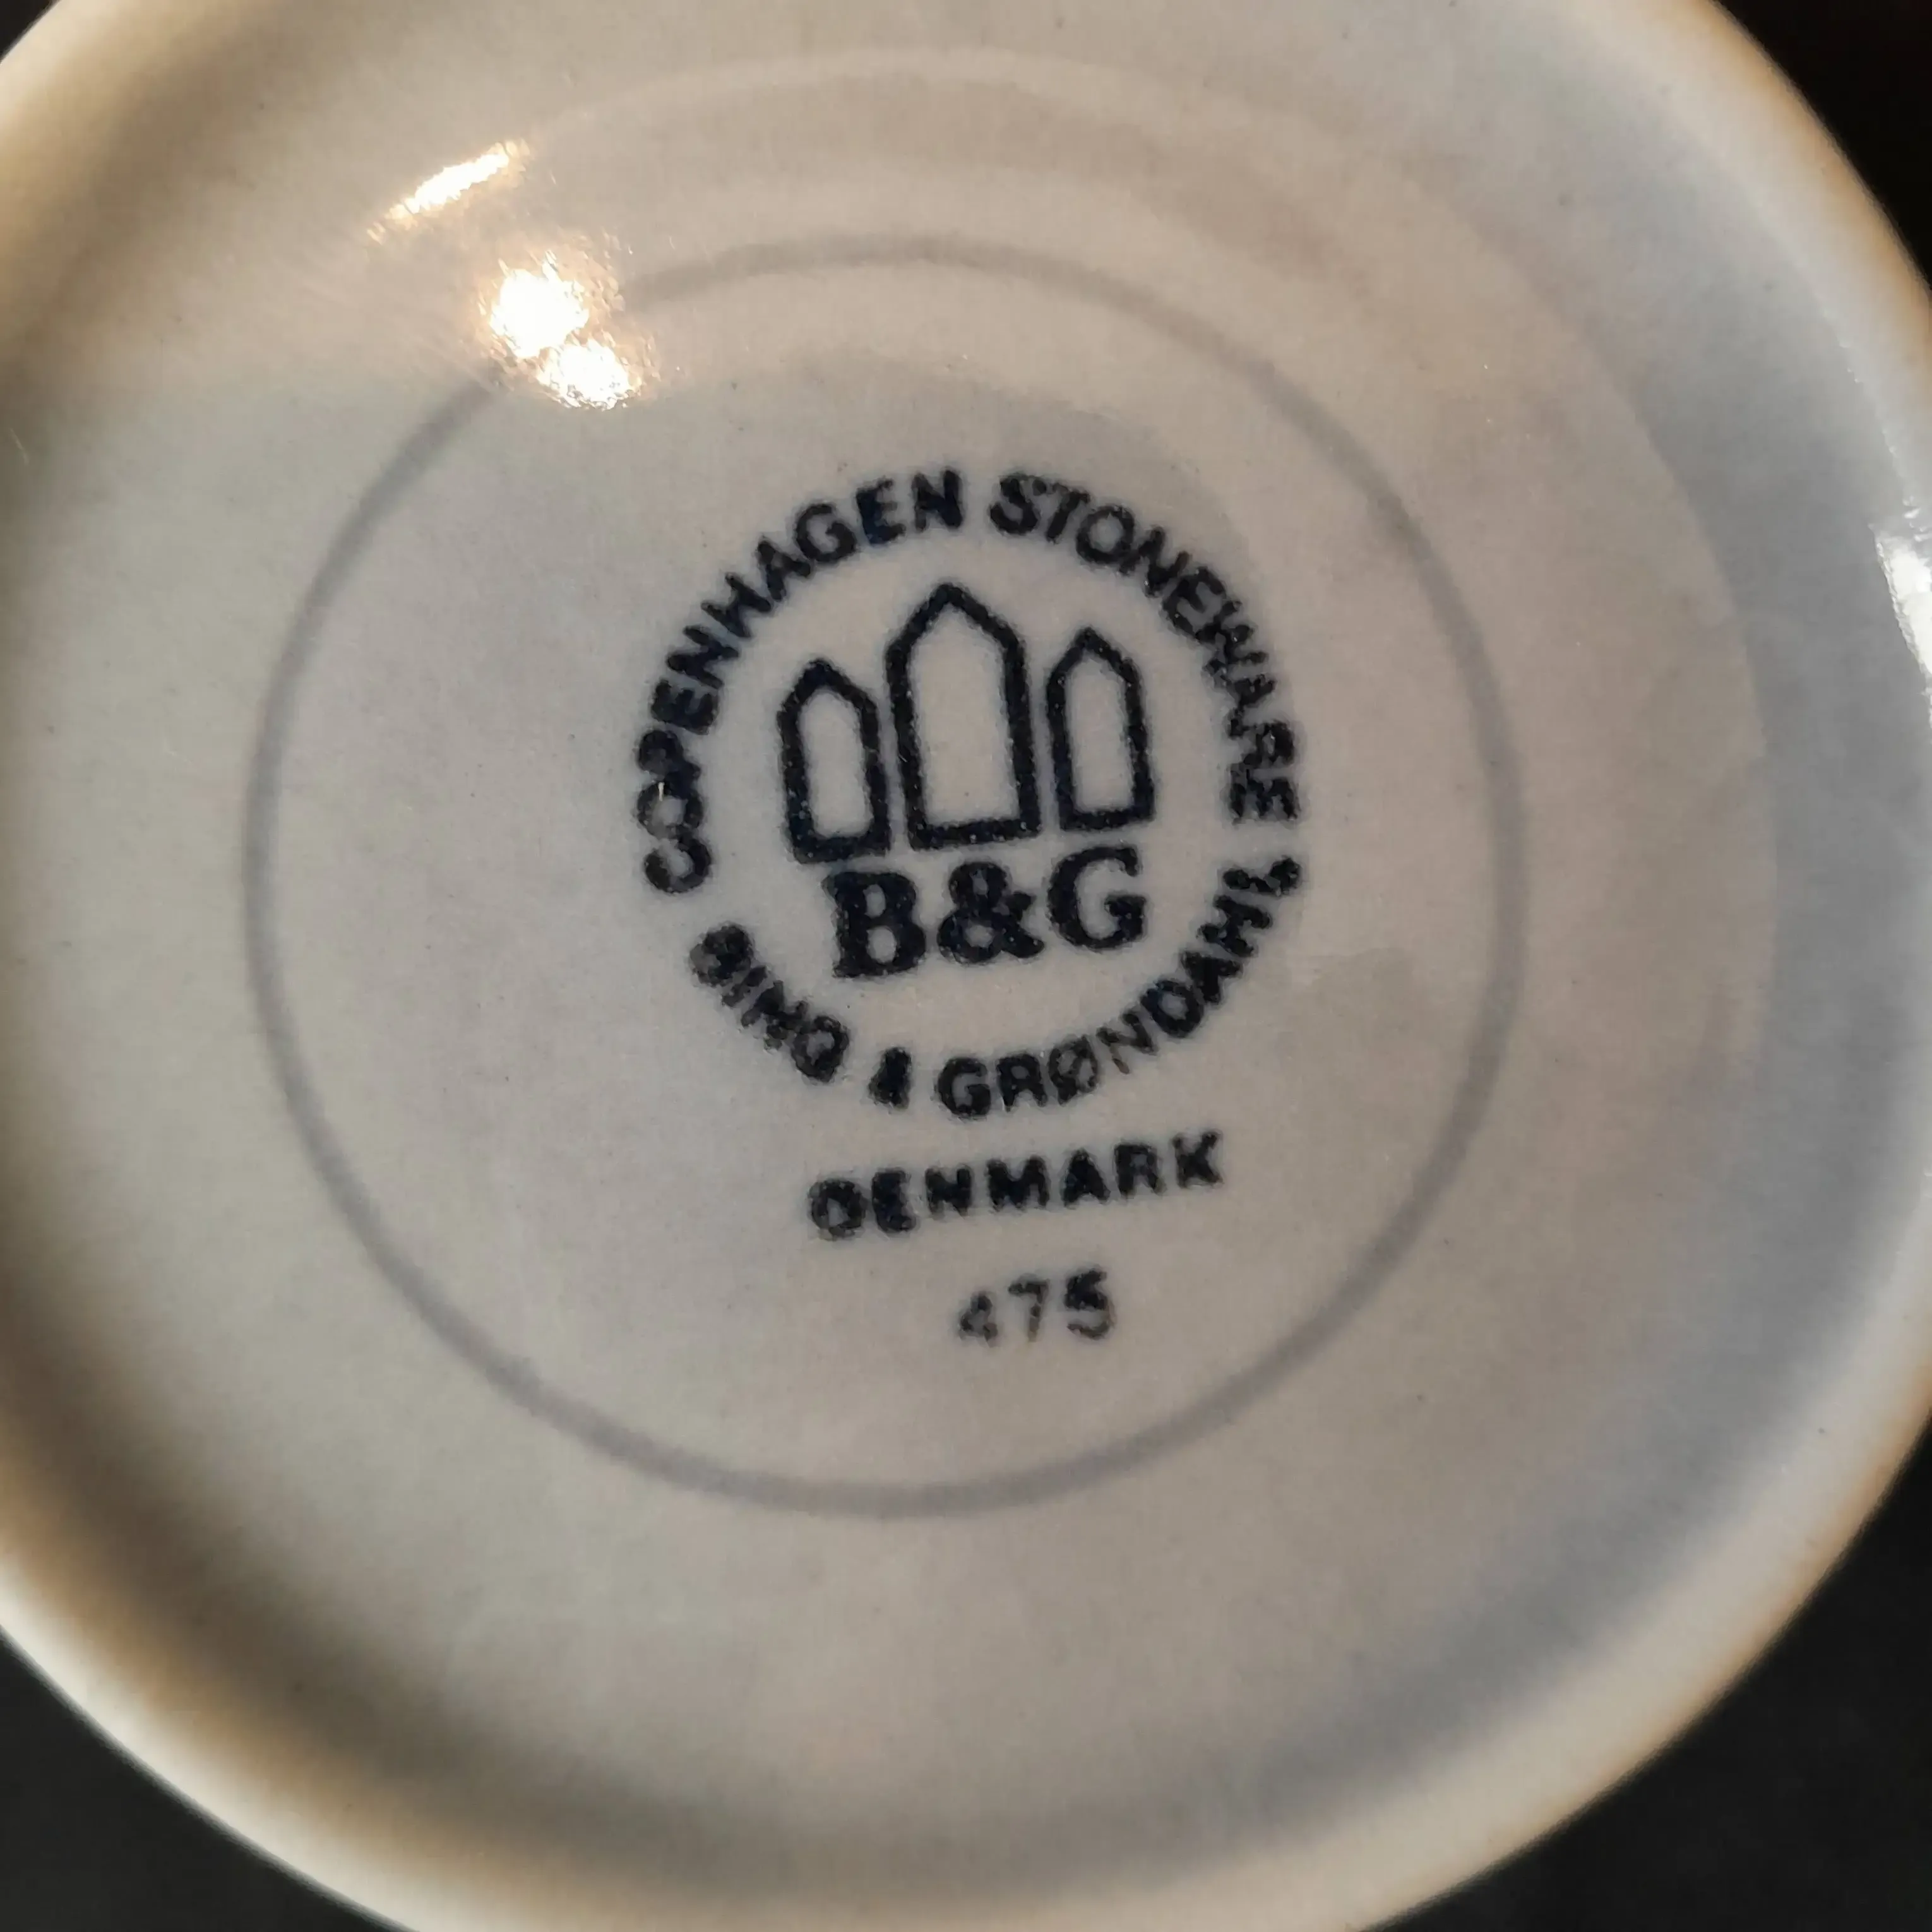 COPENHAGEN STONEWARE
B&G
BING & GRØNDAHL
DENMARK
475